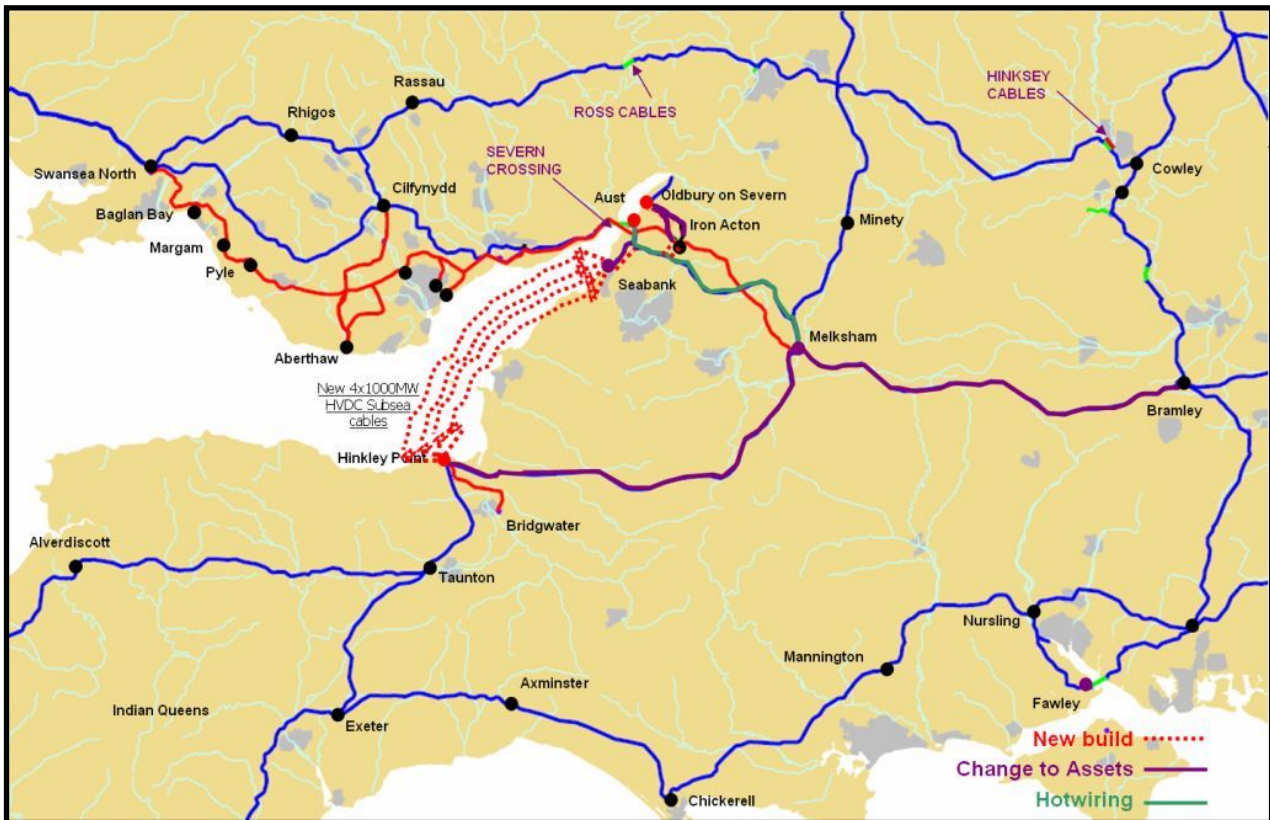 Rassau
ROSS CABLES
HINKSEY
CABLES
Rhigos
Swansea North
SEVERN
CROSSING
Cowley
Cilfynydd
Aust
Oldbury on Severn
Baglan Bay
Iron Acton
Minety
Margam
Pyle
Seabank
Aberthaw
Melksham
New 4x1000MW
HVDC Subsea
cables
Bramley
Hinkley Point
Bridgwater
Alverdiscott
Taunton
Nursling
Mannington
Axminster
Indian Queens
Exeter
Fawley
New build
Change to Assets
Chickerell
Hotwiring